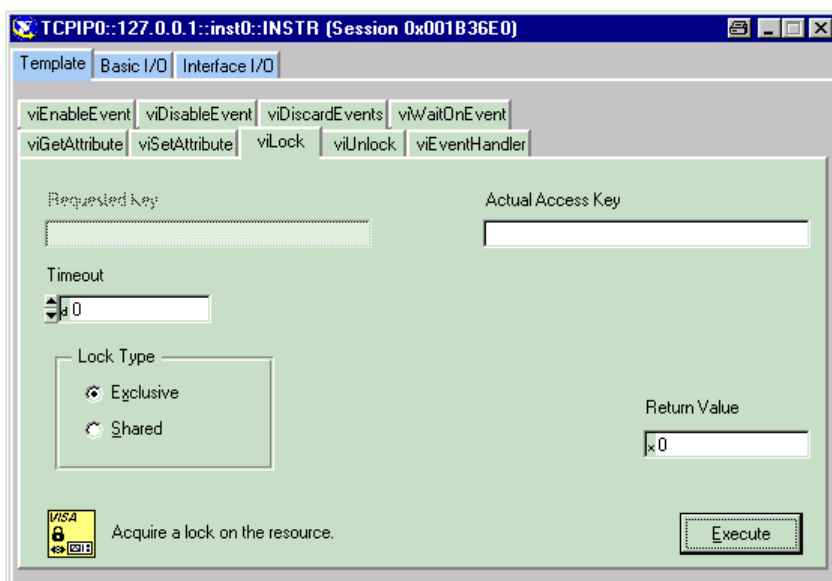 TCPIP0::127.0.0.1::inst0::INSTR (Session 0x001B36E0)
Template Basic I/O Interface I/O
viEnableEvent viDisableEvent viDiscardEvents viWaitOnEvent
viGetAttribute viSetAttribute viLock viUnlock viEventHandler
Requested Key Actual Access Key
Timeout
d 0
Lock Type
Exclusive
Shared
Return Value
x 0
VISA
Acquire a lock on the resource.
Execute